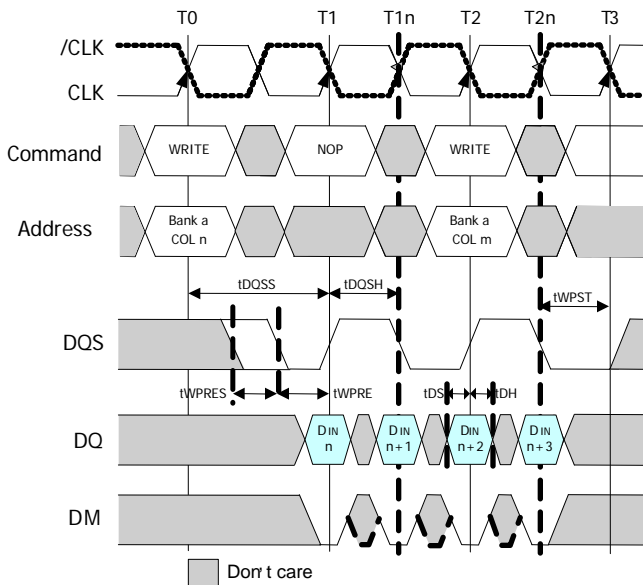 T0 T1 T1n T2 T2n T3
/CLK
CLK
Command WRITE NOP WRITE
Address Bank a COL n Bank a COL m
tDQSS tDQSH tWPST
DQS
tWPRES tWPRE tDS tDH
DQ DIN n DIN n+1 DIN n+2 DIN n+3
DM
Don't care